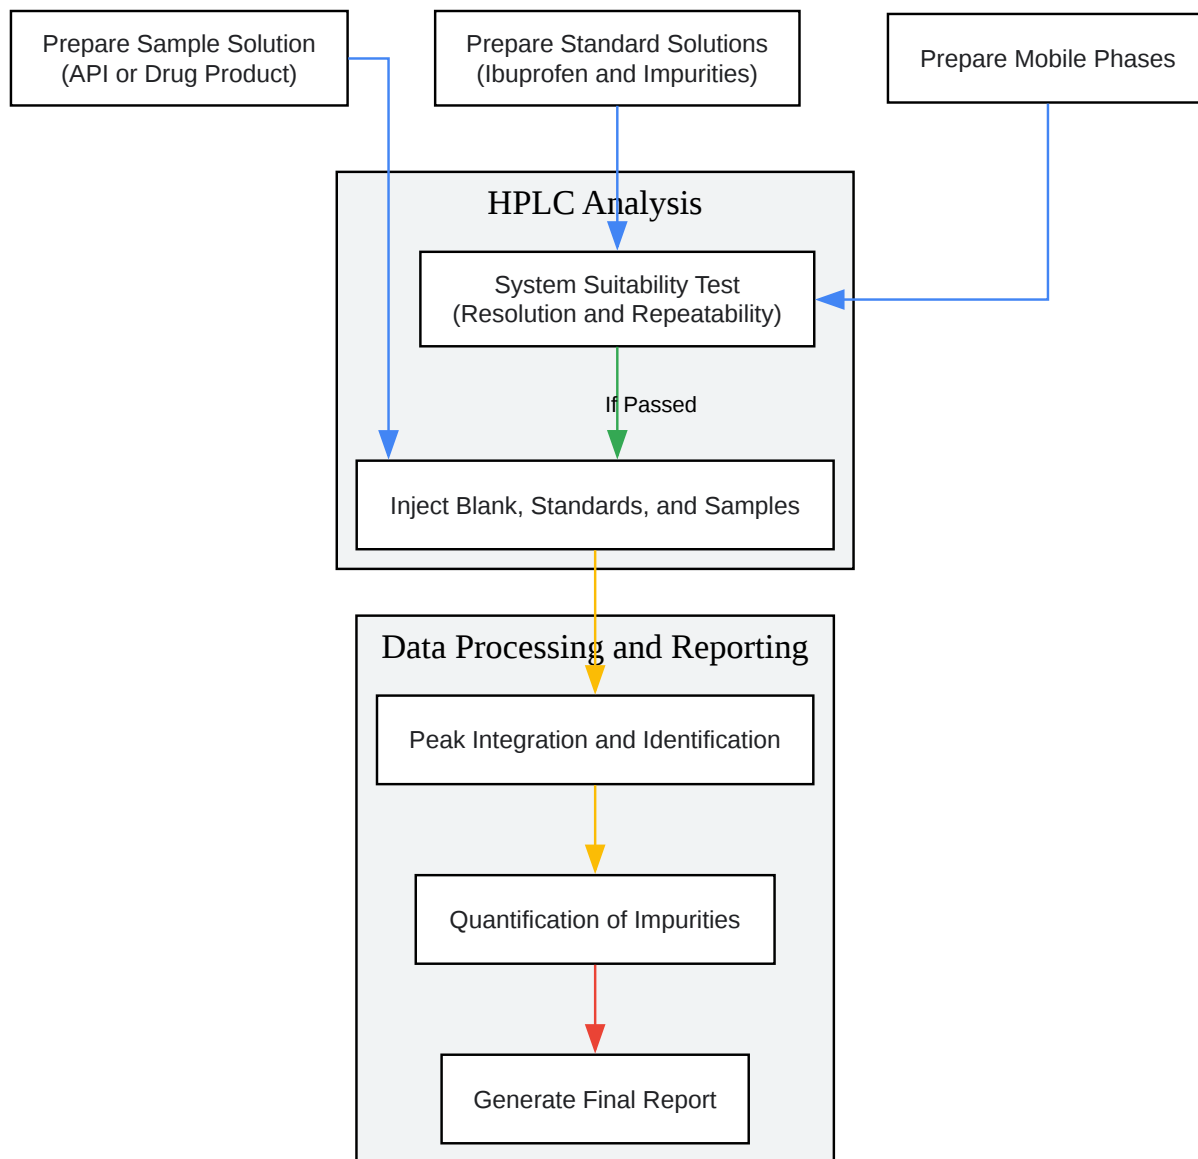 Prepare Sample Solution
(API or Drug Product)
Prepare Standard Solutions
(Ibuprofen and Impurities)
Prepare Mobile Phases
HPLC Analysis
System Suitability Test
(Resolution and Repeatability)
If Passed
Inject Blank, Standards, and Samples
Data Processing and Reporting
Peak Integration and Identification
Quantification of Impurities
Generate Final Report